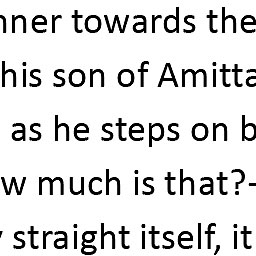 nner towards the
his son of Amitta
as he steps on b
w much is that?-
straight itself, it